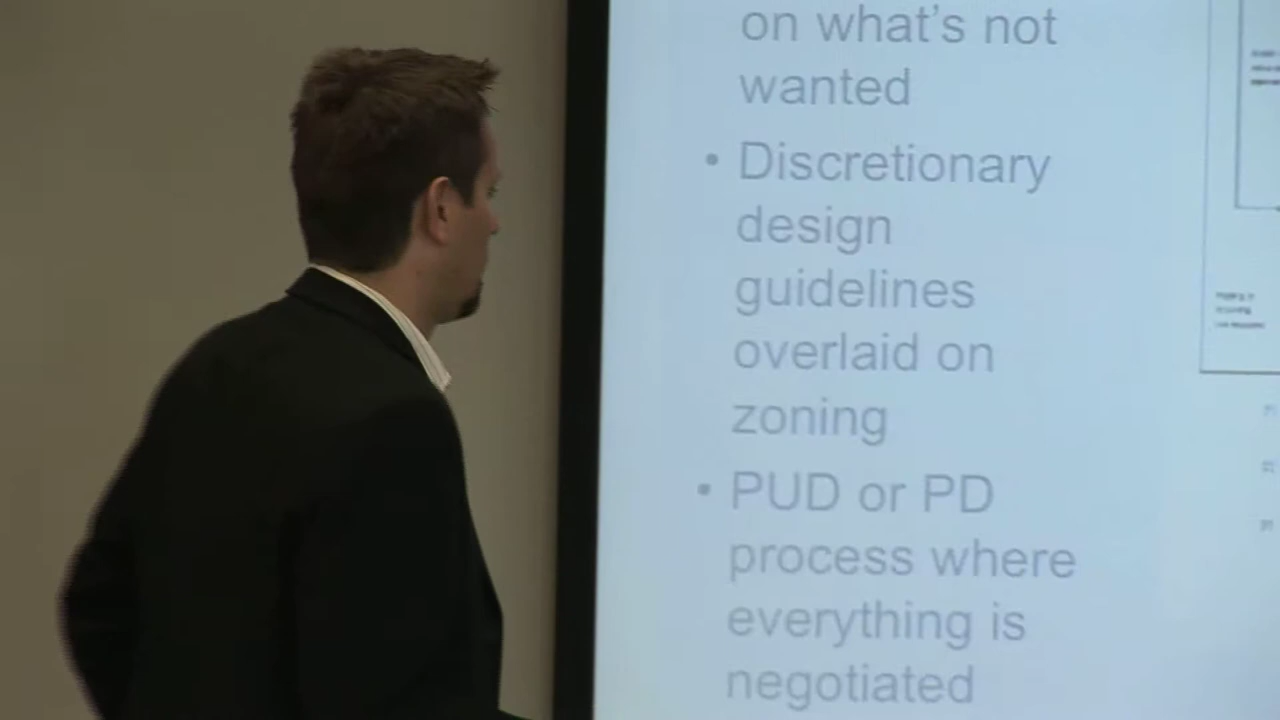 on what's not
wanted
• Discretionary
design
guidelines
overlaid on
zoning
• PUD or PD
process where
everything is
negotiated